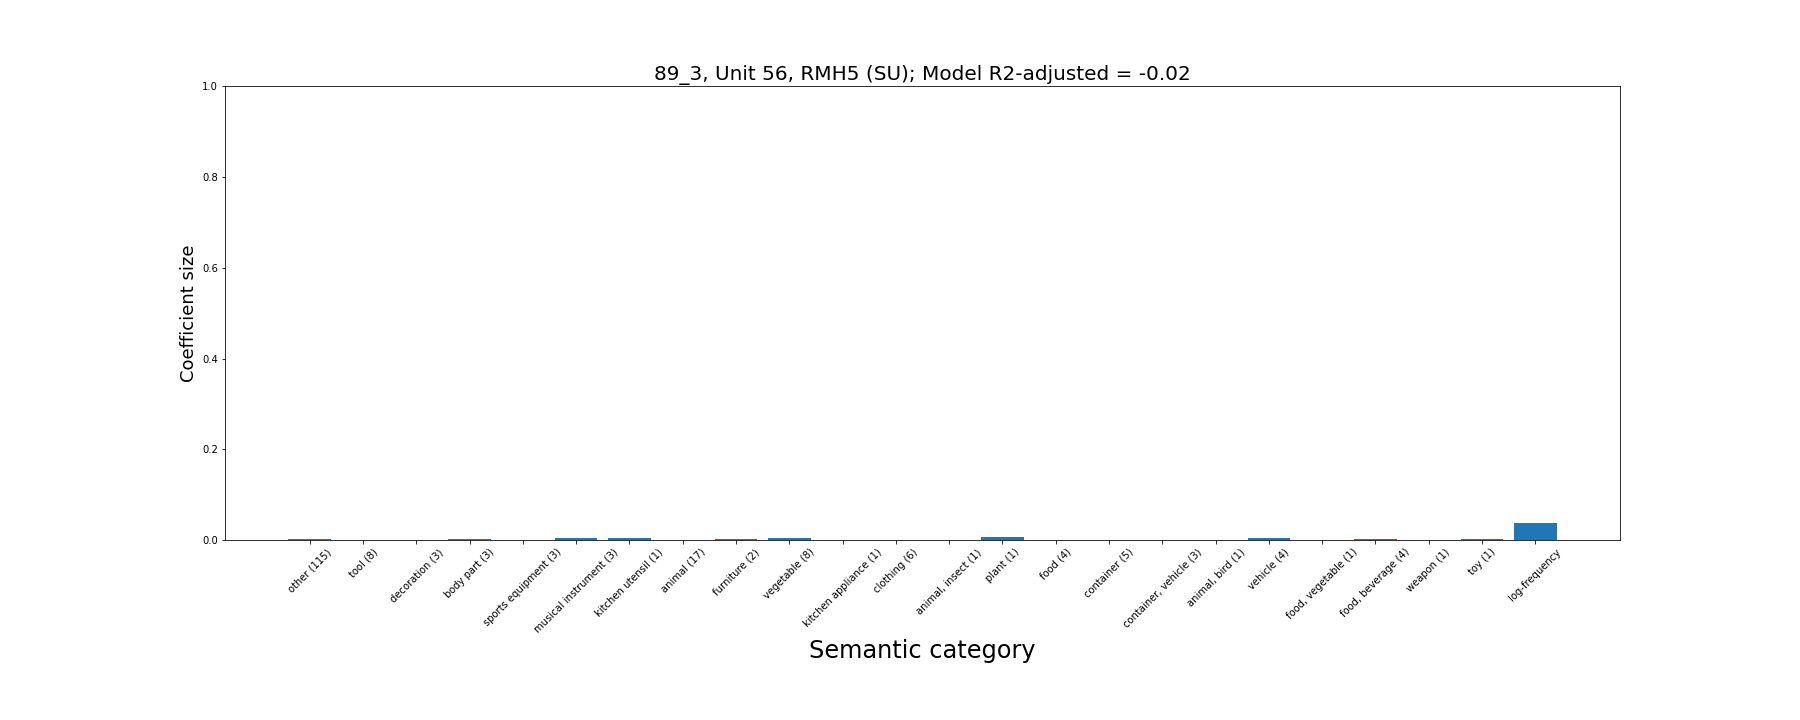 89_3, Unit 56, RMH5 (SU); Model R2-adjusted = -0.02
Coefficient size
1.0
0.8
0.6
0.4
0.2
0.0
other (115)
tool (8)
decoration (3)
body part (3)
sports equipment (3)
musical instrument (3)
kitchen utensil (1)
animal (17)
furniture (2)
vegetable (8)
kitchen appliance (1)
clothing (6)
animal, insect (1)
plant (1)
food (4)
container (5)
container, vehicle (3)
animal, bird (1)
vehicle (4)
food, vegetable (1)
food, beverage (4)
weapon (1)
toy (1)
log-frequency
Semantic category